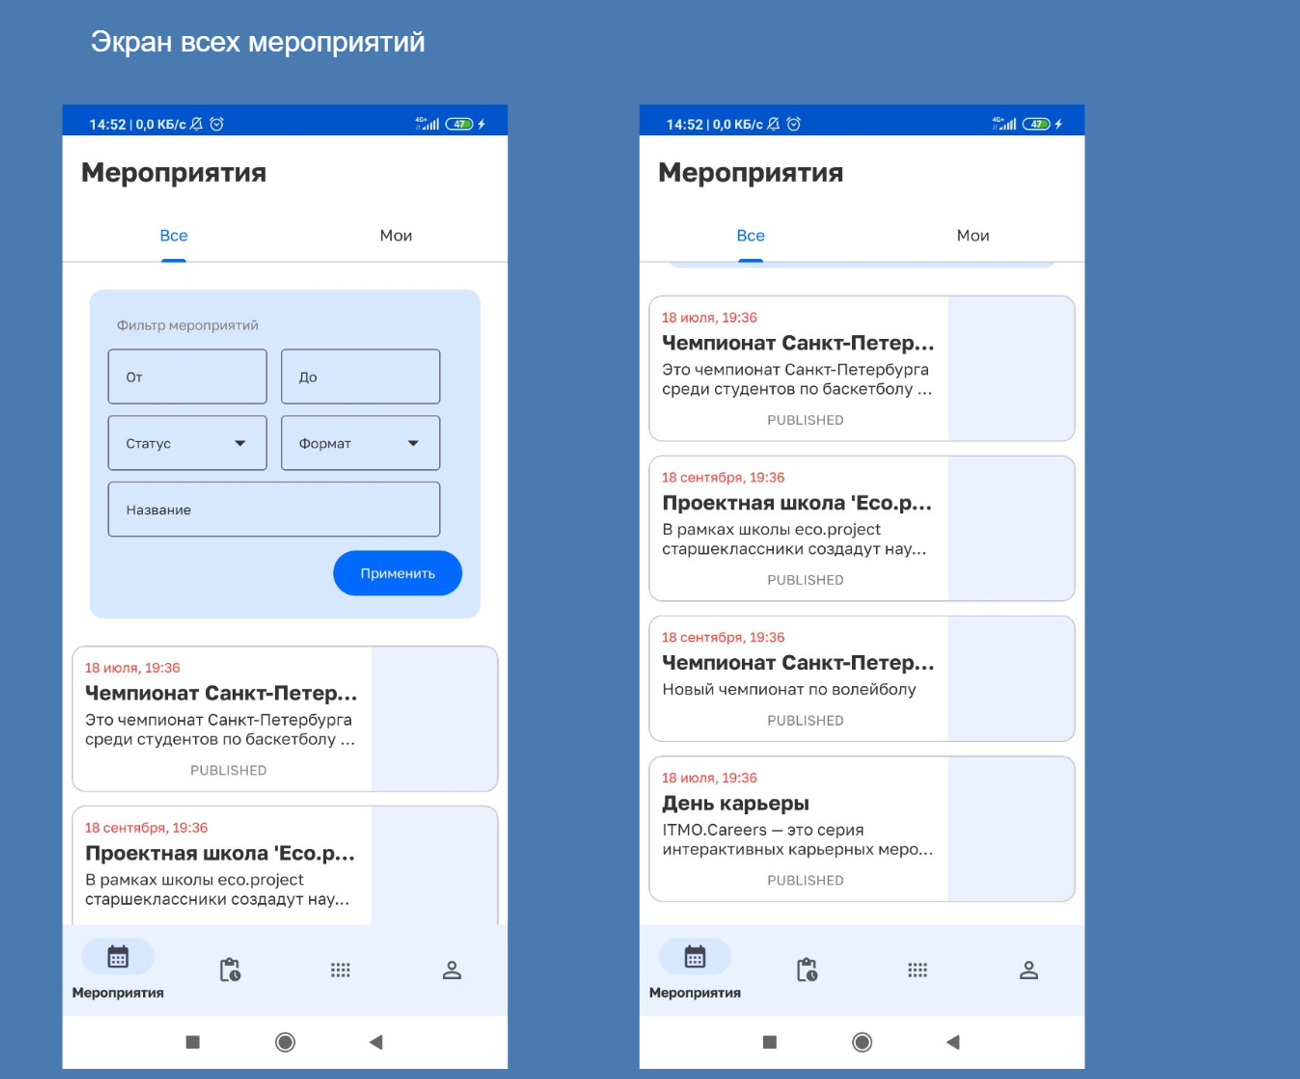 Экран всех мероприятий
14:52 | 0,0 КБ/с
4G+
47
Мероприятия
Все
Мои
Фильтр мероприятий
От
До
Статус
Формат
Название
Применить
18 июля, 19:36
Чемпионат Санкт-Петер...
Это чемпионат Санкт-Петербурга
среди студентов по баскетболу ...
PUBLISHED
18 сентября, 19:36
Проектная школа 'Eco.p...
В рамках школы eco.project
старшеклассники создадут нау...
Мероприятия
14:52 | 0,0 КБ/с
4G+
47
Мероприятия
Все
Мои
18 июля, 19:36
Чемпионат Санкт-Петер...
Это чемпионат Санкт-Петербурга
среди студентов по баскетболу ...
PUBLISHED
18 сентября, 19:36
Проектная школа 'Eco.p...
В рамках школы eco.project
старшеклассники создадут нау...
PUBLISHED
18 сентября, 19:36
Чемпионат Санкт-Петер...
Новый чемпионат по волейболу
PUBLISHED
18 июля, 19:36
День карьеры
ITMO.Careers — это серия
интерактивных карьерных меро...
PUBLISHED
Мероприятия